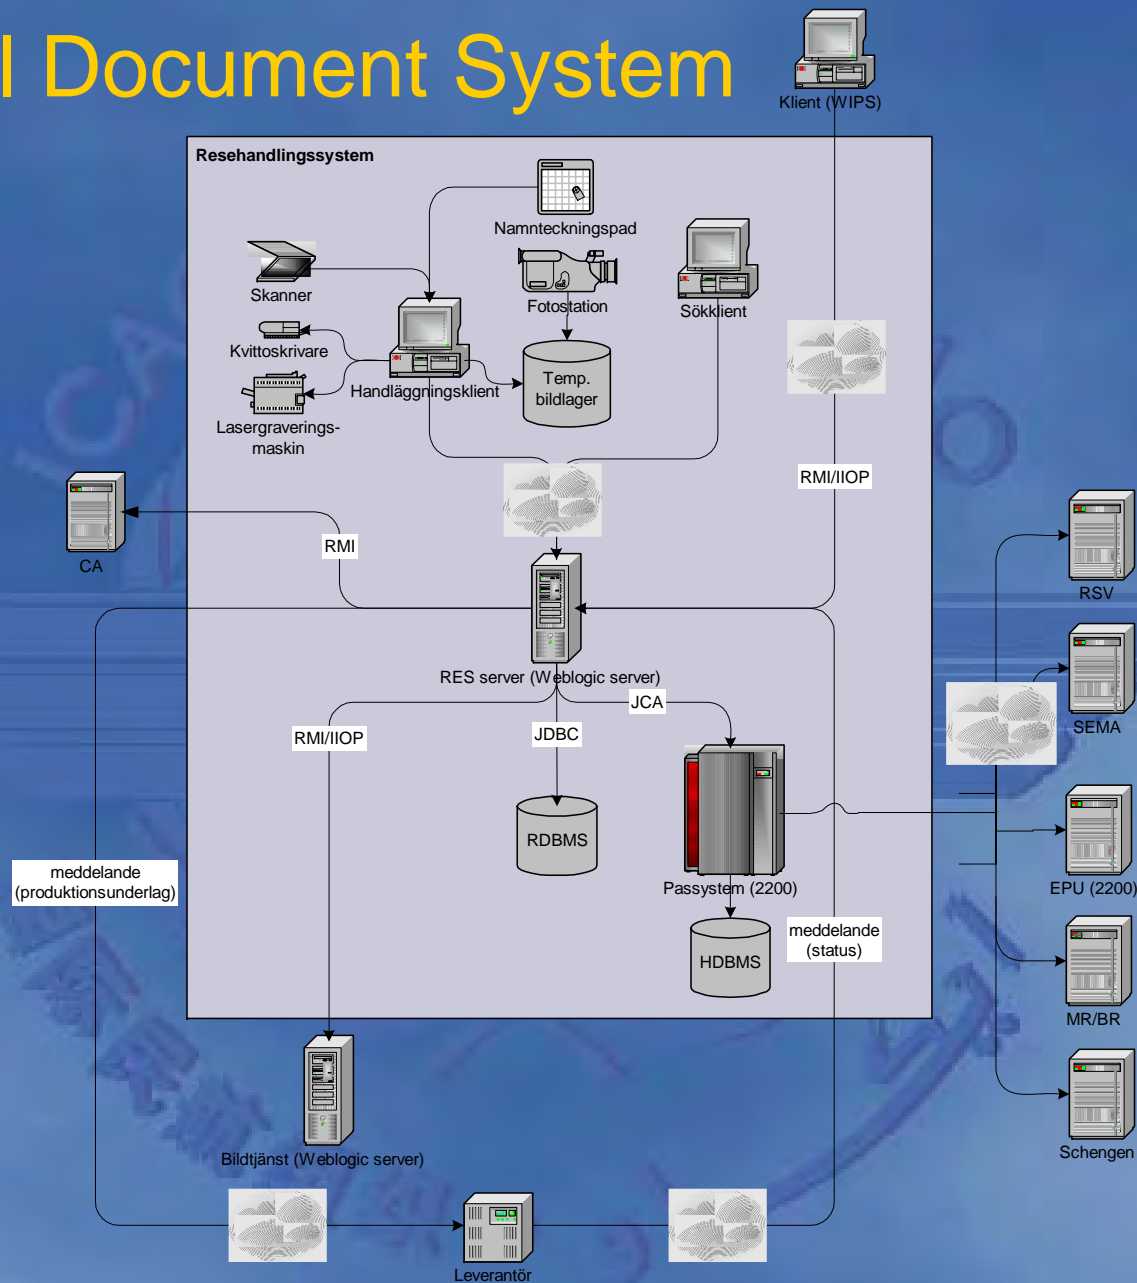 l Document System
Klient (WIPS)
Resehandlingssystem
Namnteckningspad
Skanner
Fotostation
Sökklient
Kvittoskrivare
Handläggningsklient
Temp.
bildlager
Lasergraverings-
maskin
RMI/IIOP
CA
RMI
RSV
RES server (Weblogic server)
JCA
SEMA
RMI/IIOP
JDBC
RDBMS
meddelande
(produktionsunderlag)
Passystem (2200)
EPU (2200)
meddelande
(status)
HDBMS
MR/BR
Bildtjänst (Weblogic server)
Schengen
Leverantör